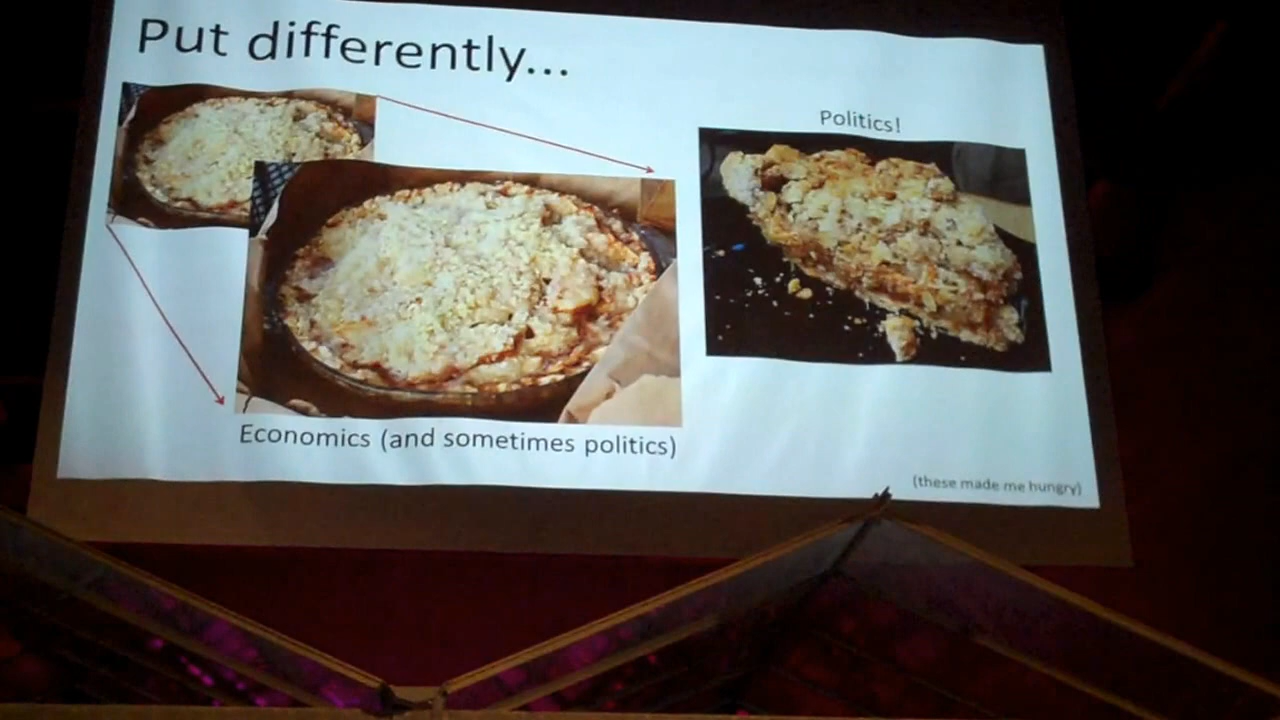 Put differently...
Politics!
Economics (and sometimes politics)
(these made me hungry)